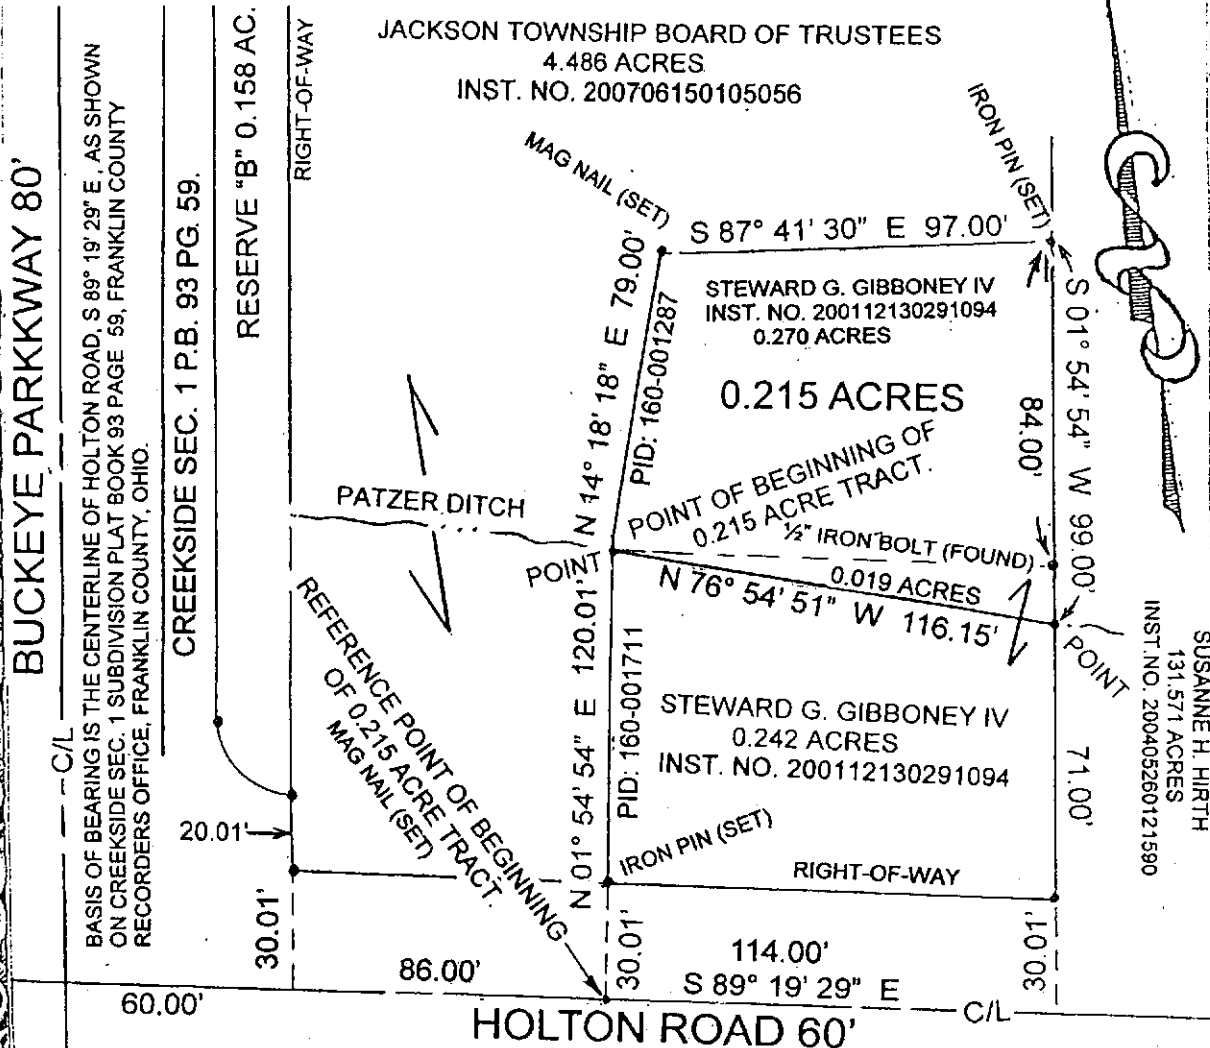 JACKSON TOWNSHIP BOARD OF TRUSTEES
4.486 ACRES
INST. NO. 200706150105056
BUCKEYE PARKKWAY 80'
C/L
BASIS OF BEARING IS THE CENTERLINE OF HOLTON ROAD, S 89° 19' 29" E, AS SHOWN
ON CREEKSIDE SEC. 1 SUBDIVISION PLAT BOOK 93 PAGE 59, FRANKLIN COUNTY
RECORDERS OFFICE, FRANKLIN COUNTY, OHIO.
CREEKSIDE SEC. 1 P.B. 93 PG. 59.
RESERVE "B" 0.158 AC.
RIGHT-OF-WAY
MAG NAIL (SET)
IRON PIN (SET)
S 87° 41' 30" E 97.00'
STEWARD G. GIBBONEY IV
INST. NO. 200112130291094
0.270 ACRES
0.215 ACRES
N 14° 18' 18" E 79.00'
PID: 160-001287
84.00'
S 01° 54' 54" W 99.00'
PATZER DITCH
POINT OF BEGINNING OF
0.215 ACRE TRACT.
1/2" IRON BOLT (FOUND)
POINT
0.019 ACRES
N 76° 54' 51" W 116.15'
POINT
SUSANNE H. HIRTH
131.571 ACRES
INST.NO. 200405260121590
REFERENCE POINT OF BEGINNING
OF 0.215 ACRE TRACT.
MAG NAIL (SET)
N 01° 54' 54" E 120.01'
PID: 160-001711
STEWARD G. GIBBONEY IV
0.242 ACRES
INST. NO. 200112130291094
71.00'
20.01'
IRON PIN (SET)
RIGHT-OF-WAY
30.01'
30.01'
30.01'
86.00'
114.00'
S 89° 19' 29" E
C/L
60.00'
HOLTON ROAD 60'